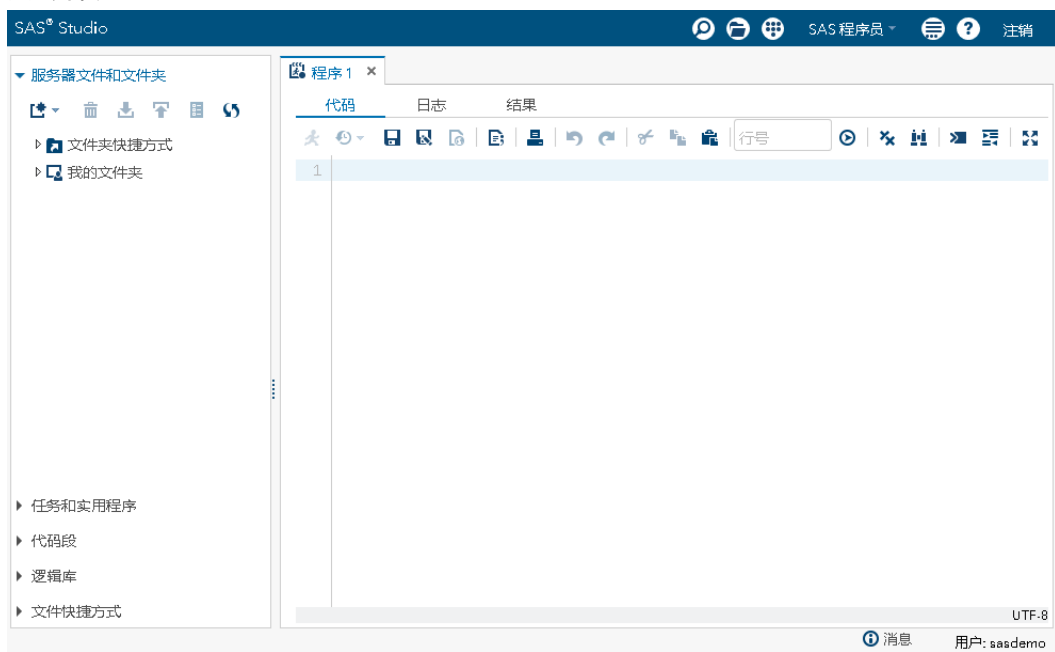 SAS® Studio
SAS 程序员
注销
服务器文件和文件夹
文件夹快捷方式
我的文件夹
任务和实用程序
代码段
逻辑库
文件快捷方式
程序 1
代码 日志 结果
行号
1
UTF-8
消息
用户: sasdemo